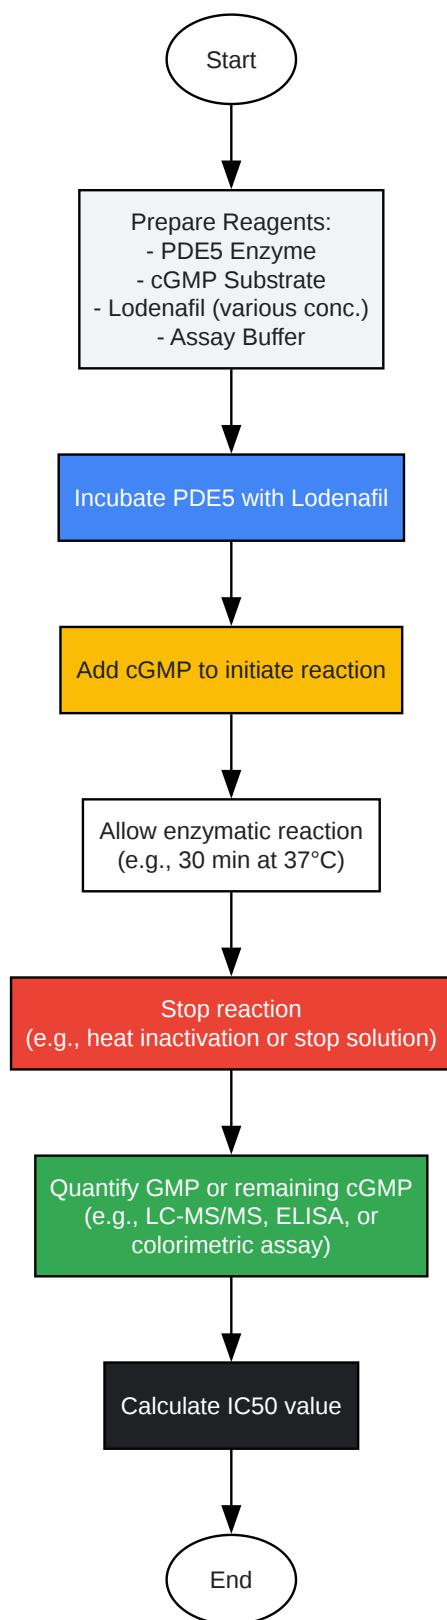 Start
Prepare Reagents:
- PDE5 Enzyme
- cGMP Substrate
- Lodenafil (various conc.)
- Assay Buffer
Incubate PDE5 with Lodenafil
Add cGMP to initiate reaction
Allow enzymatic reaction
(e.g., 30 min at 37°C)
Stop reaction
(e.g., heat inactivation or stop solution)
Quantify GMP or remaining cGMP
(e.g., LC-MS/MS, ELISA, or
colorimetric assay)
Calculate IC50 value
End